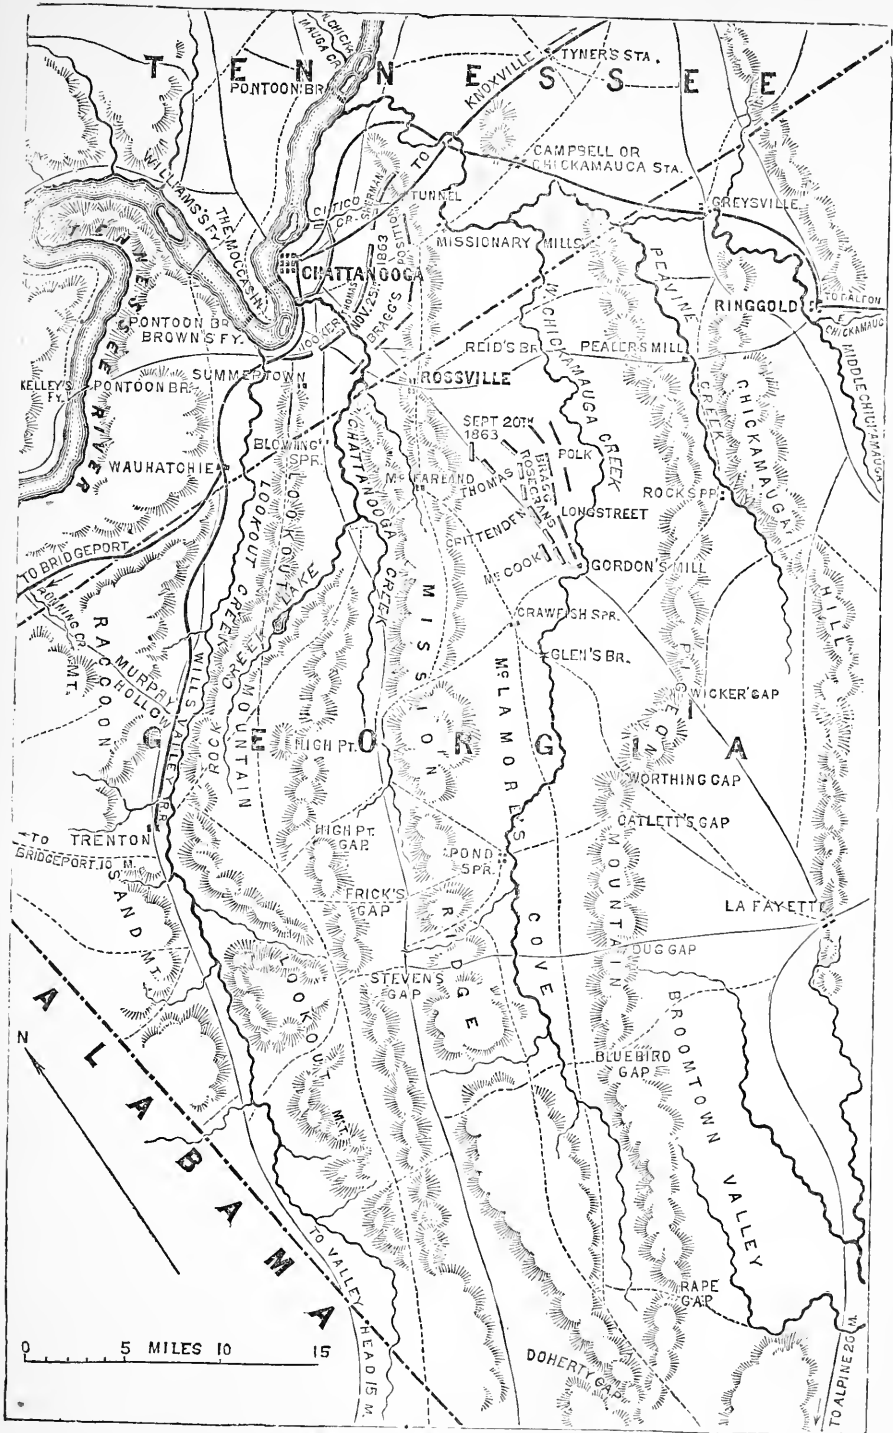 N. CHICKAMAUGA CR.
TENNESSEE
PONTOON BR.
KNOXVILLE
TO
TYNER'S STA.
CAMPBELL OR
CHICKAMAUGA STA.
WILLIAMS'S FY.
THE MOCCASIN
CITICO
CR.
SHERMAN
TUNNEL
GREYSVILLE
MISSIONARY MILLS
CHATTANOOGA
THOMAS
NOV. 25TH 1863
BRAGG'S
POSITION
HOOKER
TENNESSEE RIVER
PONTOON BR.
BROWN'S FY.
KELLEY'S
FY.
PONTOON BR.
SUMMERTOWN
ROSSVILLE
REID'S BR.
PEALER'S MILL
PEAVINE
CREEK
RINGGOLD
TO DALTON
E. CHICKAMAUGA
MIDDLE CHICKAMAUGA
W. CHICKAMAUGA CREEK
CHICKAMAUGA
HILL
WAUHATCHIE
BLOWING
SPR.
CHATTANOOGA
CREEK
MCFARLAND
SEPT 20TH
1863
THOMAS
ROSECRANS
BRAGG
POLK
LONGSTREET
CRITTENDEN
MCCOOK
ROCK SPR.
GORDON'S MILL
CRAWFISH SPR.
GLEN'S BR.
TO BRIDGEPORT
LOOKOUT CREEK
LOOKOUT
MOUNTAIN
LAKE
ROCK
CREEK
RACCOON
MT.
MURPHY
HOLLOW
WILLS VALLEY R.R.
MISSION
RIDGE
MCLAMORE'S
COVE
PIGEON
MOUNTAIN
WICKER GAP
GEORGIA
HIGH PT.
WORTHING GAP
CATLETT'S GAP
TRENTON
TO
BRIDGEPORT 10 M.
HIGH PT.
GAP
POND
SPR.
FRICK'S
GAP
LA FAYETTE
SAND MT.
DUG GAP
LOOKOUT
MT.
STEVENS
GAP
ALABAMA
N
BLUEBIRD
GAP
BROOMTOWN VALLEY
TO VALLEY HEAD 15 M.
RAPE
GAP
DOHERTY GAP
TO ALPINE 20 M.
0 5 MILES 10 15